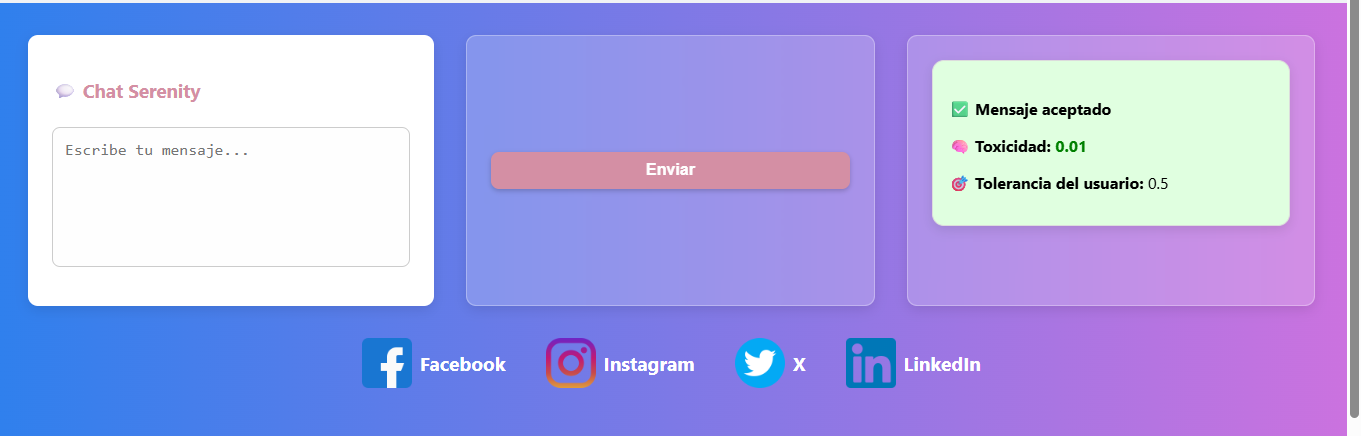 Chat Serenity
Escribe tu mensaje...
Enviar
Mensaje aceptado
Toxicidad: 0.01
Tolerancia del usuario: 0.5
Facebook
Instagram
X
LinkedIn